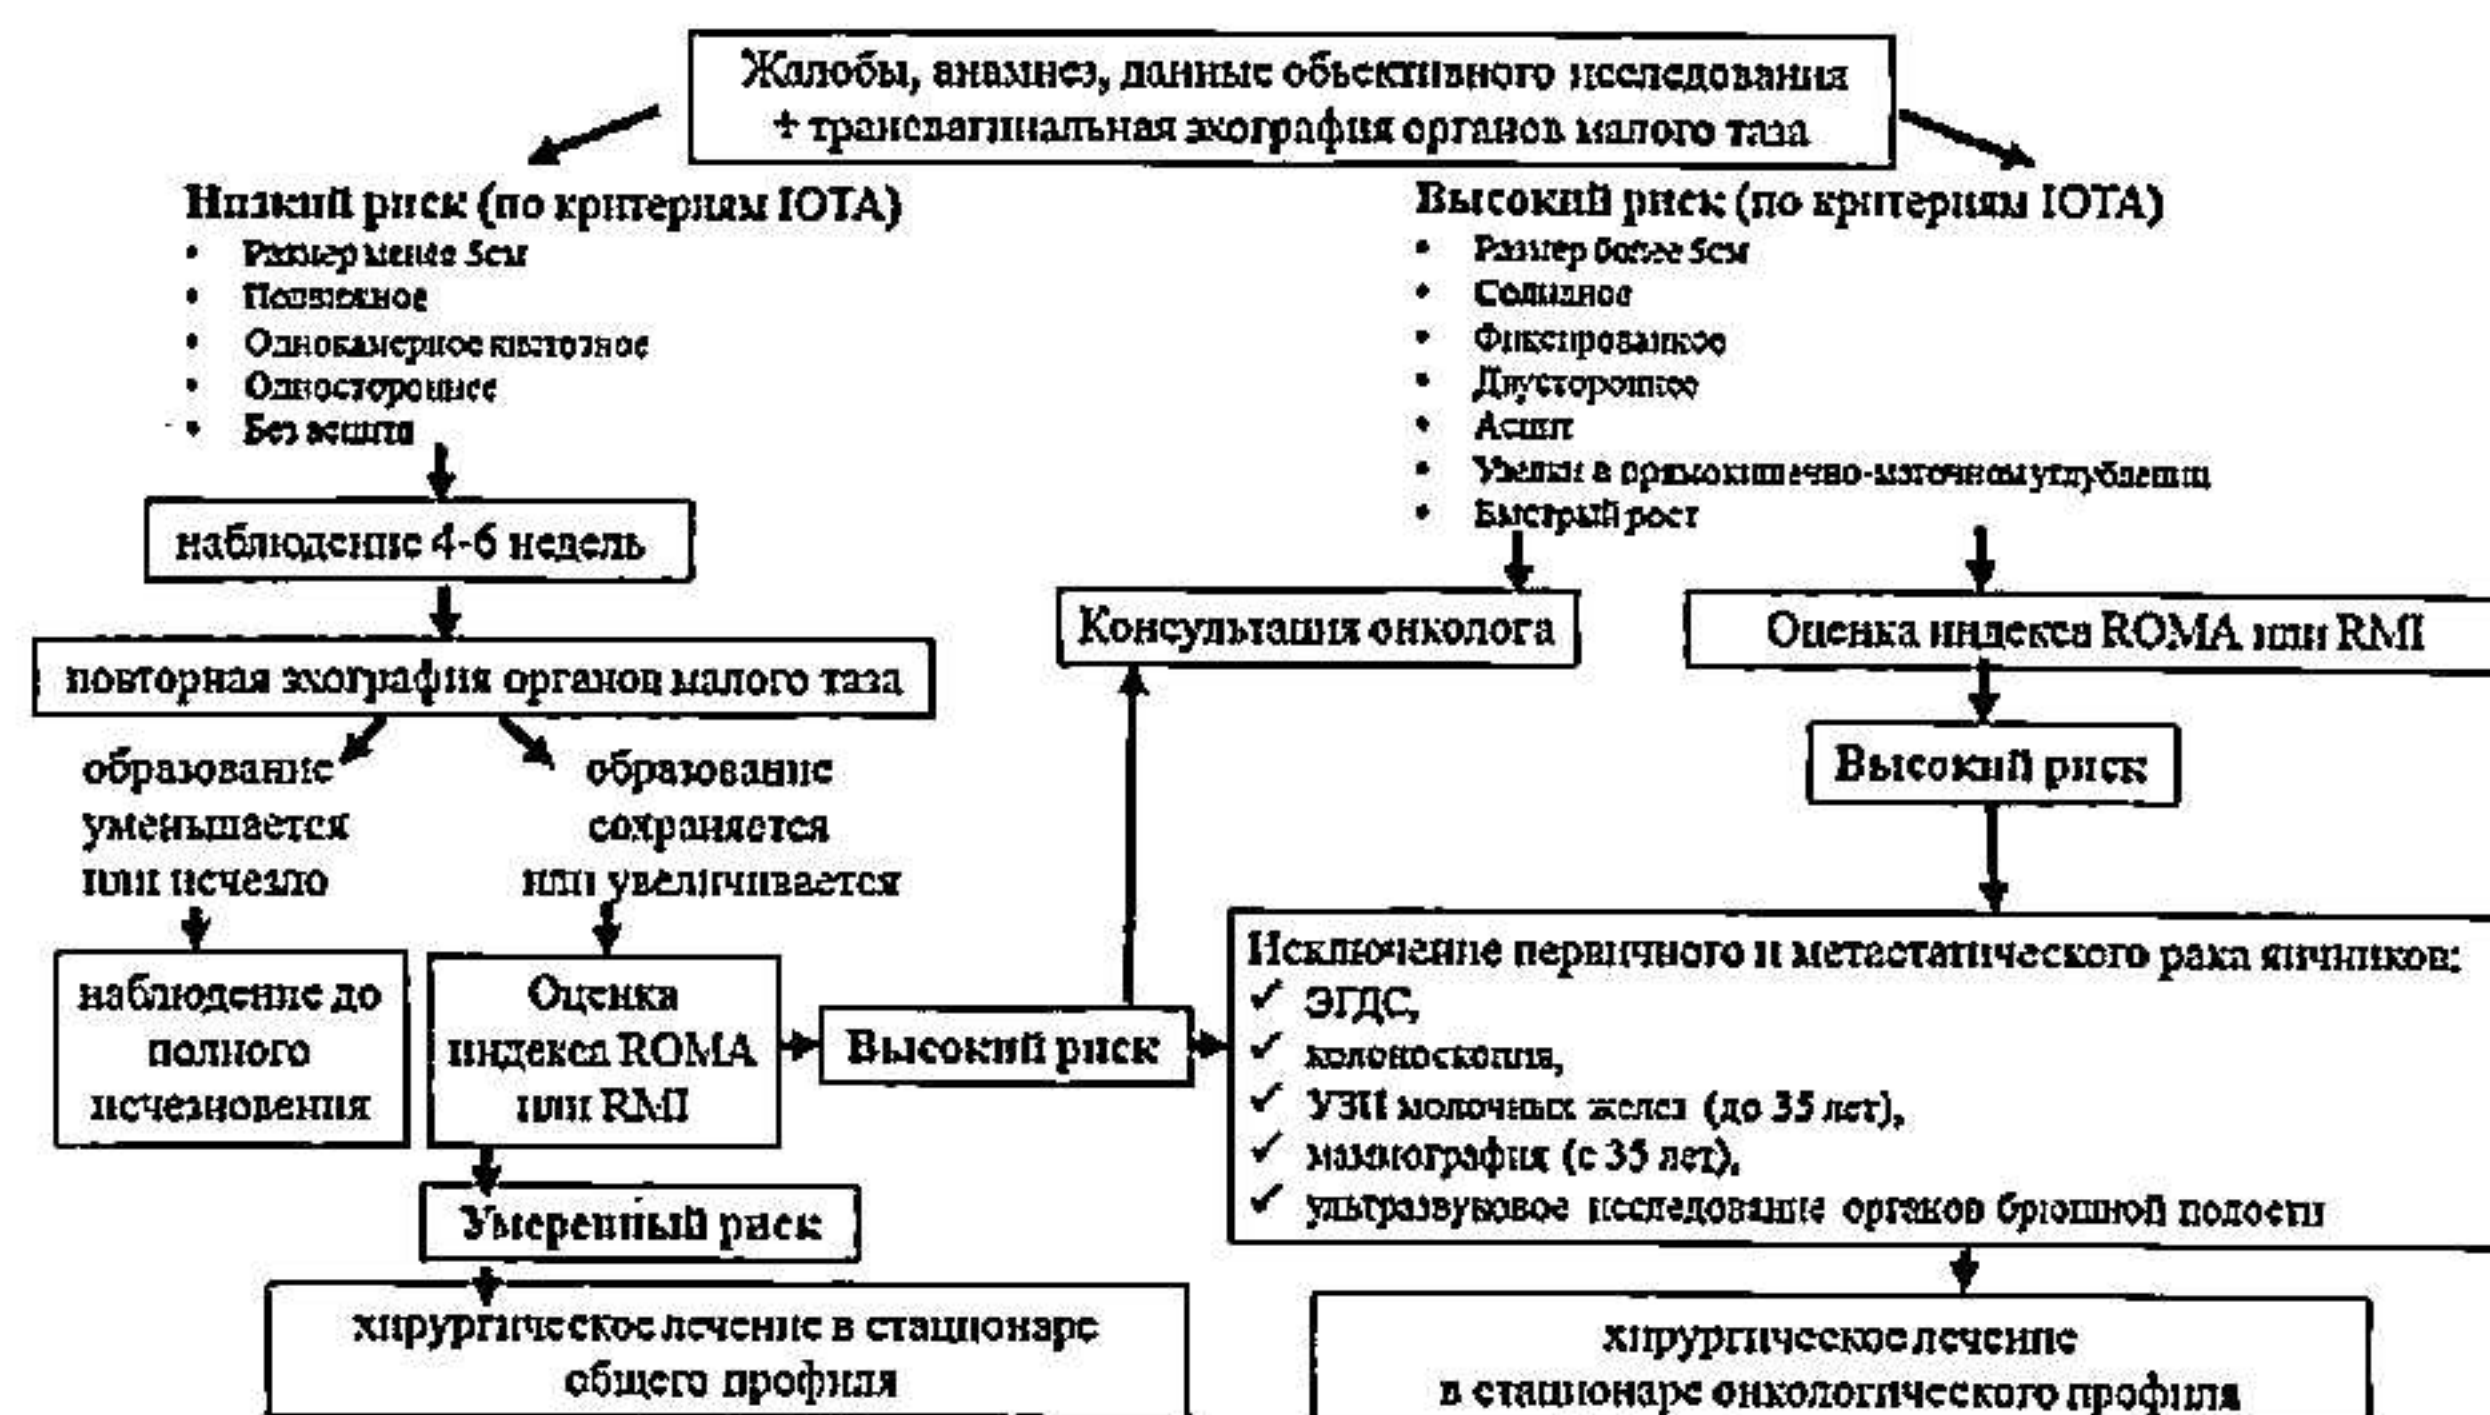 Жалобы, анамнез, данные объективного исследования
+ трансвагинальная эхография органов малого таза
Низкий риск (по критериям IOTA)
• Размер менее 5см
• Подвижное
• Однокамерное кистозное
• Одностороннее
• Без асцита
наблюдение 4-6 недель
повторная эхография органов малого таза
образование
уменьшается
или исчезло
образование
сохраняется
или увеличивается
наблюдение до
полного
исчезновения
Оценка
индекса ROMA
или RMI
Высокий риск
Умеренный риск
хирургическое лечение в стационаре
общего профиля
Высокий риск (по критериям IOTA)
• Размер более 5см
• Солидное
• Фиксированное
• Двустороннее
• Асцит
• Узелки в прямокишечно-маточном углублении
• Быстрый рост
Консультация онколога
Оценка индекса ROMA или RMI
Высокий риск
Исключение первичного и метастатического рака яичников:
✓ ЭГДС,
✓ колоноскопия,
✓ УЗИ молочных желез (до 35 лет),
✓ маммография (с 35 лет),
✓ ультразвуковое исследование органов брюшной полости
хирургическое лечение
в стационаре онкологического профиля